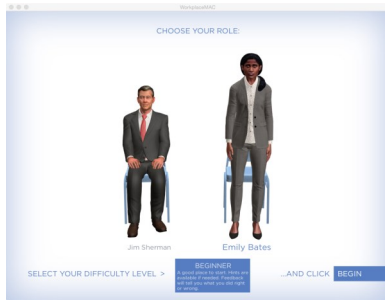 CHOOSE YOUR ROLE:
Jim Sherman
Emily Bates
SELECT YOUR DIFFICULTY LEVEL >
BEGINNER
A good place to start. Hints are
available if needed. Feedback
will tell you what you did right
or wrong.
...AND CLICK
BEGIN